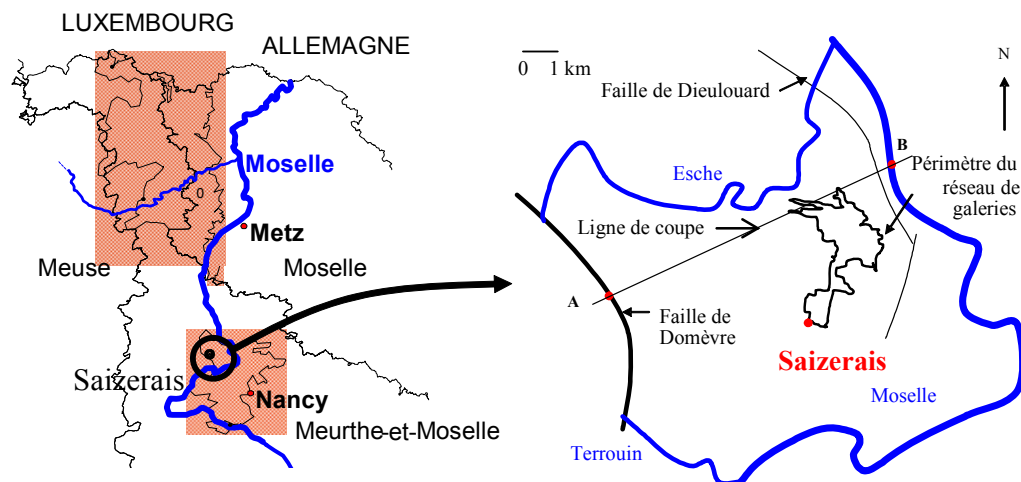 LUXEMBOURG
ALLEMAGNE
Moselle
Metz
Meuse
Moselle
Saizerais
Nancy
Meurthe-et-Moselle
0 1 km
Faille de Dieulouard
N
B
Périmètre du
réseau de
galeries
Esche
Ligne de coupe
A
Faille de
Domèvre
Saizerais
Moselle
Terrouin